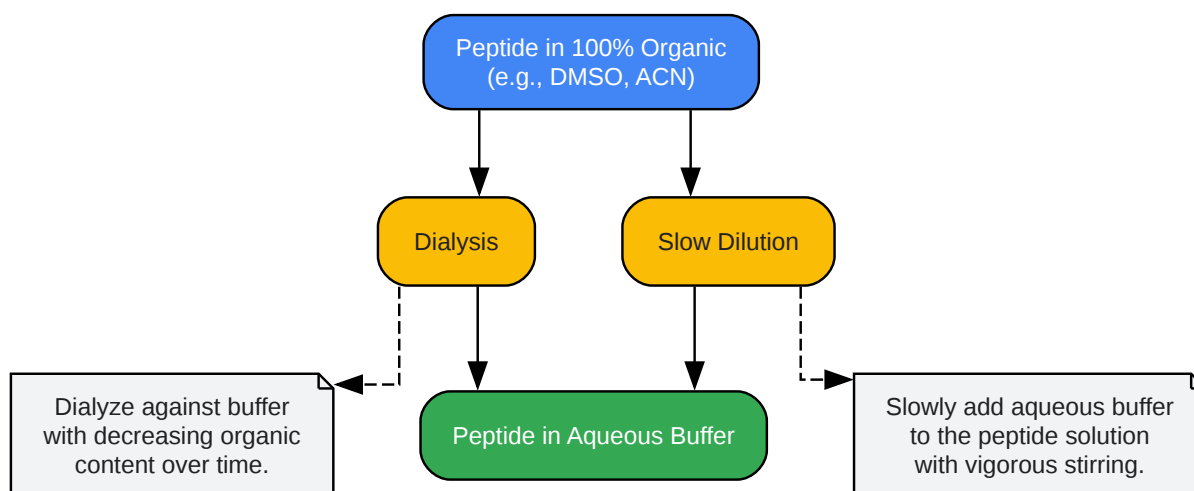 Peptide in 100% Organic
(e.g., DMSO, ACN)
Dialysis
Slow Dilution
Dialyze against buffer
with decreasing organic
content over time.
Peptide in Aqueous Buffer
Slowly add aqueous buffer
to the peptide solution
with vigorous stirring.